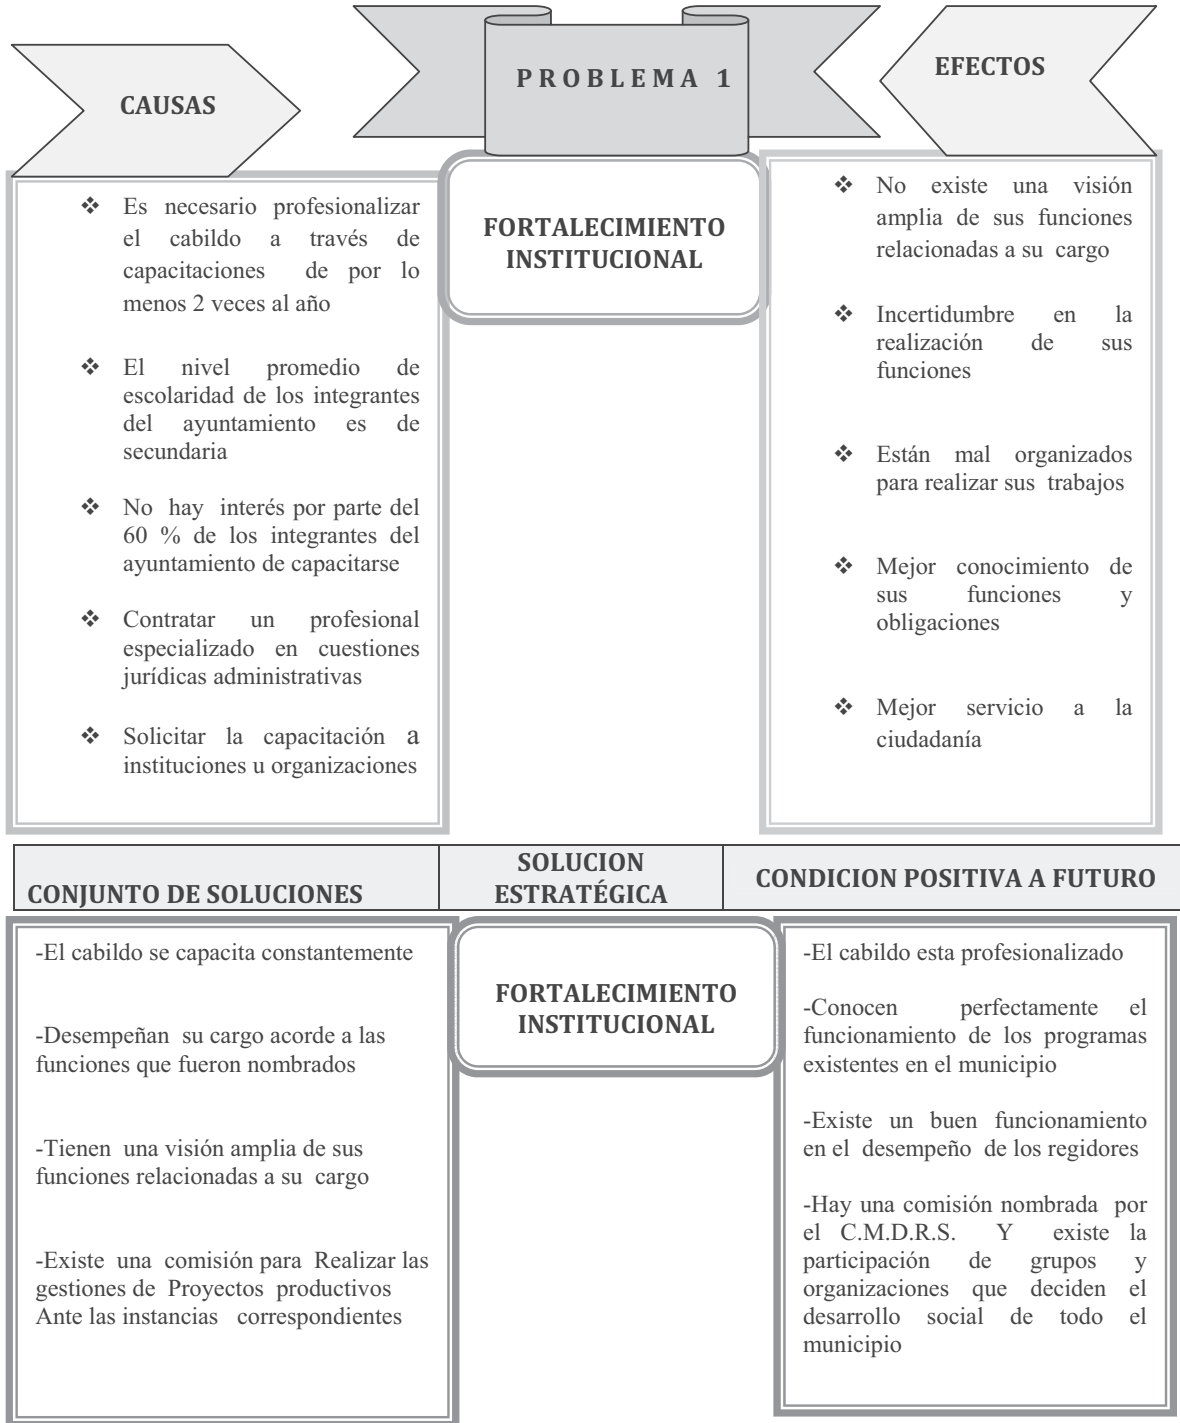 CAUSAS
PROBLEMA 1
EFECTOS
❖ Es necesario profesionalizar
el cabildo a través de
capacitaciones de por lo
menos 2 veces al año
❖ El nivel promedio de
escolaridad de los integrantes
del ayuntamiento es de
secundaria
❖ No hay interés por parte del
60 % de los integrantes del
ayuntamiento de capacitarse
❖ Contratar un profesional
especializado en cuestiones
jurídicas administrativas
❖ Solicitar la capacitación a
instituciones u organizaciones
FORTALECIMIENTO
INSTITUCIONAL
❖ No existe una visión
amplia de sus funciones
relacionadas a su cargo
❖ Incertidumbre en la
realización de sus
funciones
❖ Están mal organizados
para realizar sus trabajos
❖ Mejor conocimiento de
sus funciones y
obligaciones
❖ Mejor servicio a la
ciudadanía
CONJUNTO DE SOLUCIONES
SOLUCION
ESTRATÉGICA
CONDICION POSITIVA A FUTURO
-El cabildo se capacita constantemente
-Desempeñan su cargo acorde a las
funciones que fueron nombrados
-Tienen una visión amplia de sus
funciones relacionadas a su cargo
-Existe una comisión para Realizar las
gestiones de Proyectos productivos
Ante las instancias correspondientes
FORTALECIMIENTO
INSTITUCIONAL
-El cabildo esta profesionalizado
-Conocen perfectamente el
funcionamiento de los programas
existentes en el municipio
-Existe un buen funcionamiento
en el desempeño de los regidores
-Hay una comisión nombrada por
el C.M.D.R.S. Y existe la
participación de grupos y
organizaciones que deciden el
desarrollo social de todo el
municipio